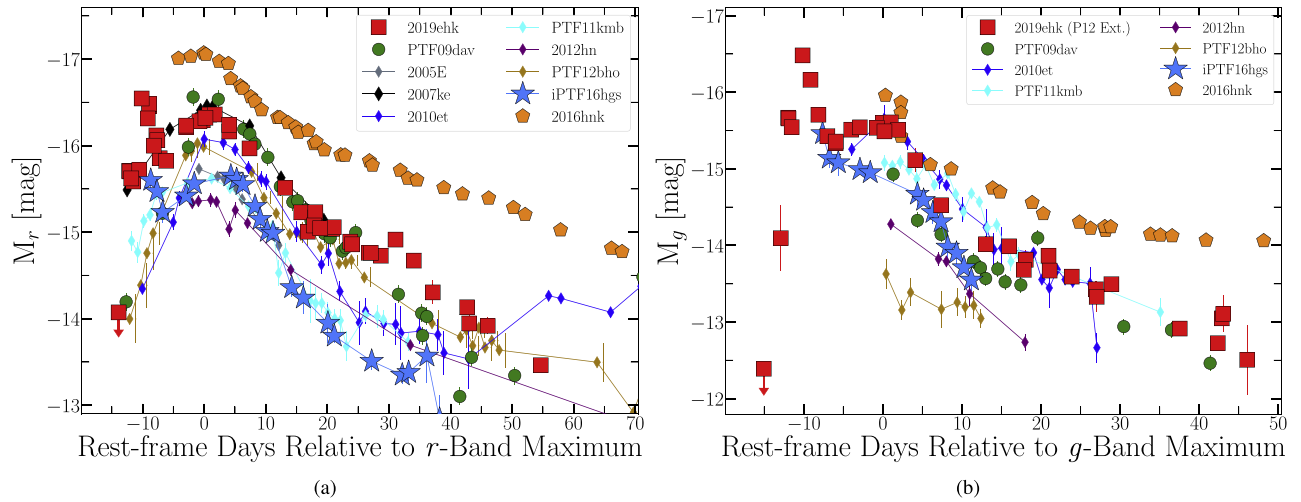 2019ehk
PTF09dav
2005E
2007ke
2010et
PTF11kmb
2012hn
PTF12bho
iPTF16hgs
2016hnk
−17
−16
−15
−14
−13
M_r [mag]
−10 0 10 20 30 40 50 60 70
Rest-frame Days Relative to r-Band Maximum
(a)
2019ehk (P12 Ext.)
PTF09dav
2010et
PTF11kmb
2012hn
PTF12bho
iPTF16hgs
2016hnk
−17
−16
−15
−14
−13
−12
M_g [mag]
−10 0 10 20 30 40 50
Rest-frame Days Relative to g-Band Maximum
(b)